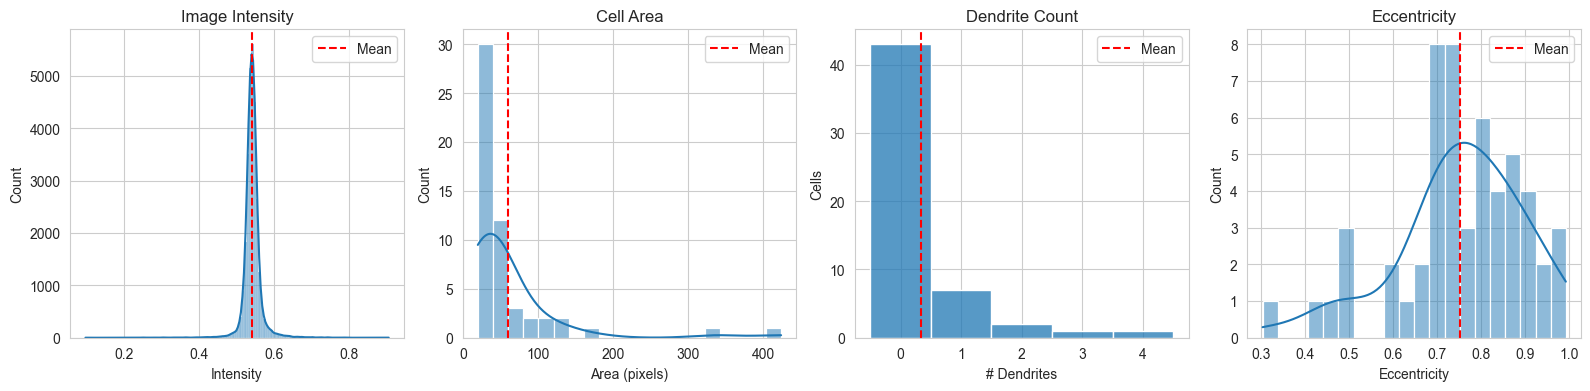 Image Intensity
Mean
5000
4000
3000
2000
1000
0
Count
0.2 0.4 0.6 0.8
Intensity
Cell Area
Mean
30
25
20
15
10
5
0
Count
0 100 200 300 400
Area (pixels)
Dendrite Count
Mean
40
30
20
10
0
Cells
0 1 2 3 4
# Dendrites
Eccentricity
Mean
8
7
6
5
4
3
2
1
0
Count
0.3 0.4 0.5 0.6 0.7 0.8 0.9 1.0
Eccentricity